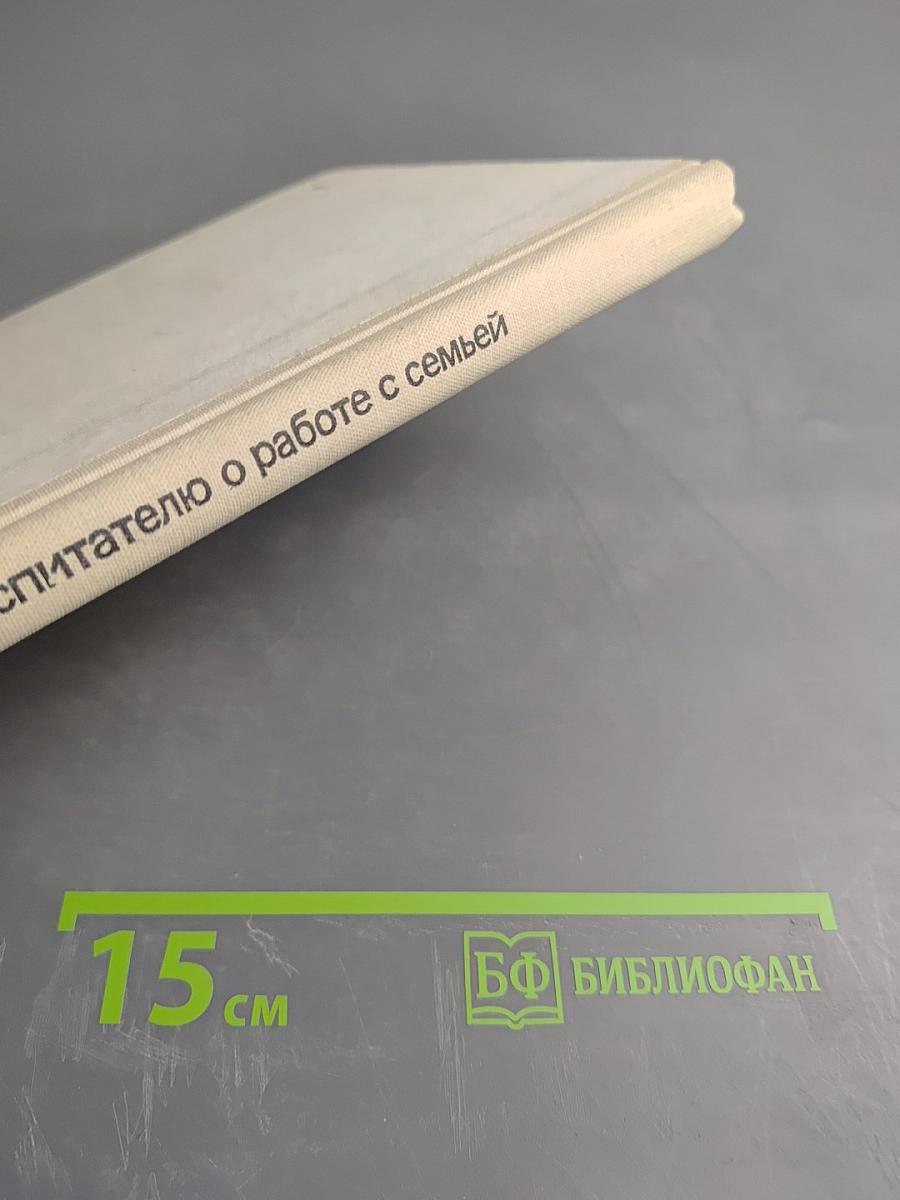 спитателю о работе с семьей
15 см
БФ БИБЛИОФАН